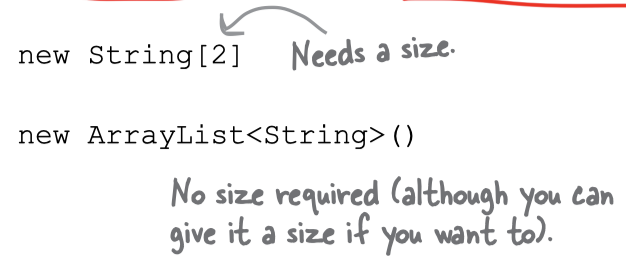 new String[2] Needs a size.
new ArrayList<String>()
No size required (although you can
give it a size if you want to).